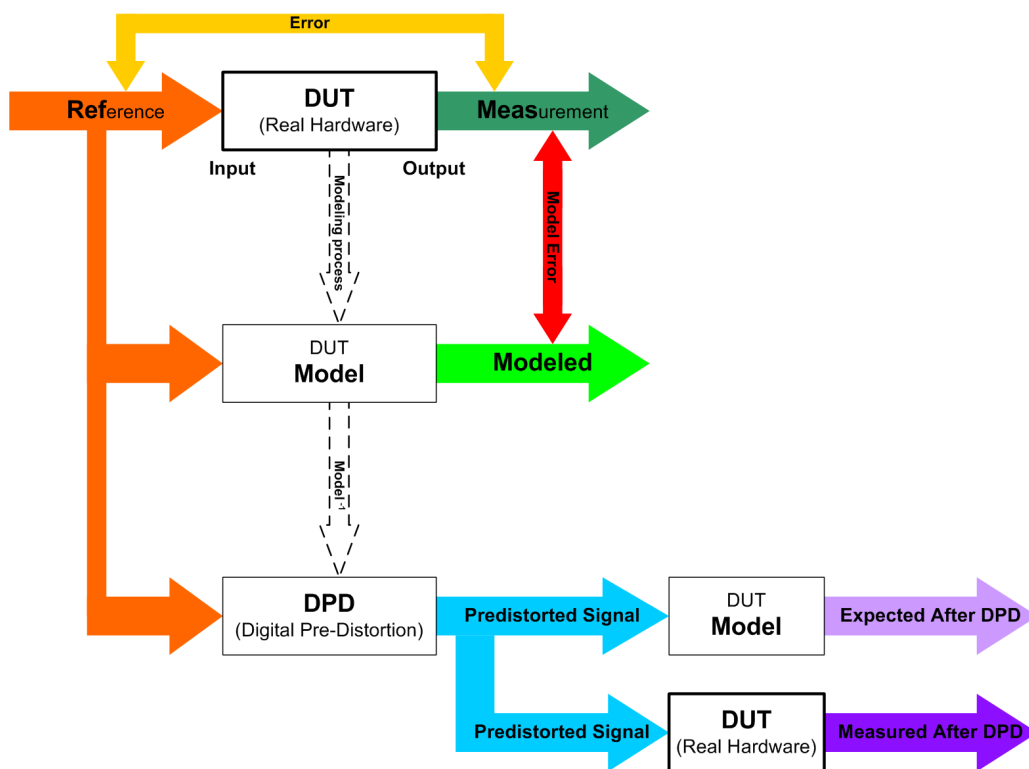 Error
Reference
DUT
(Real Hardware)
Measurement
Input
Output
Modeling process
Model Error
DUT
Model
Modeled
Model⁻¹
DPD
(Digital Pre-Distortion)
Predistorted Signal
DUT
Model
Expected After DPD
Predistorted Signal
DUT
(Real Hardware)
Measured After DPD